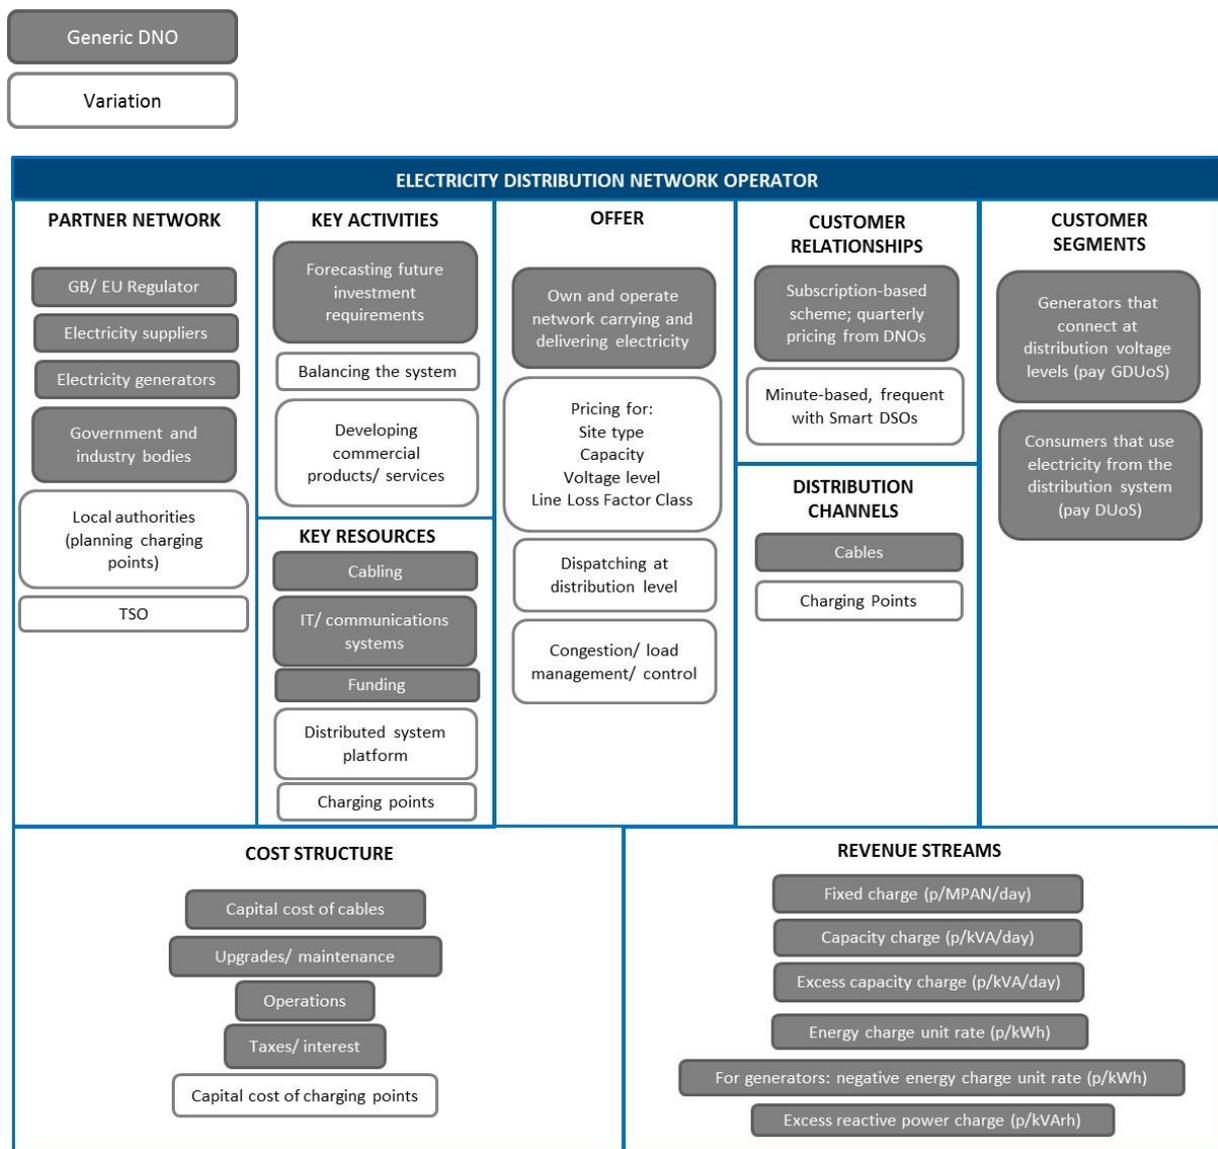 Generic DNO
Variation
ELECTRICITY DISTRIBUTION NETWORK OPERATOR
PARTNER NETWORK
GB/ EU Regulator
Electricity suppliers
Electricity generators
Government and
industry bodies
Local authorities
(planning charging
points)
TSO
KEY ACTIVITIES
Forecasting future
investment
requirements
Balancing the system
Developing
commercial
products/ services
KEY RESOURCES
Cabling
IT/ communications
systems
Funding
Distributed system
platform
Charging points
OFFER
Own and operate
network carrying and
delivering electricity
Pricing for:
Site type
Capacity
Voltage level
Line Loss Factor Class
Dispatching at
distribution level
Congestion/ load
management/ control
CUSTOMER
RELATIONSHIPS
Subscription-based
scheme; quarterly
pricing from DNOs
Minute-based, frequent
with Smart DSOs
DISTRIBUTION
CHANNELS
Cables
Charging Points
CUSTOMER
SEGMENTS
Generators that
connect at
distribution voltage
levels (pay GDUoS)
Consumers that use
electricity from the
distribution system
(pay DUoS)
COST STRUCTURE
Capital cost of cables
Upgrades/ maintenance
Operations
Taxes/ interest
Capital cost of charging points
REVENUE STREAMS
Fixed charge (p/MPAN/day)
Capacity charge (p/kVA/day)
Excess capacity charge (p/kVA/day)
Energy charge unit rate (p/kWh)
For generators: negative energy charge unit rate (p/kWh)
Excess reactive power charge (p/kVArh)